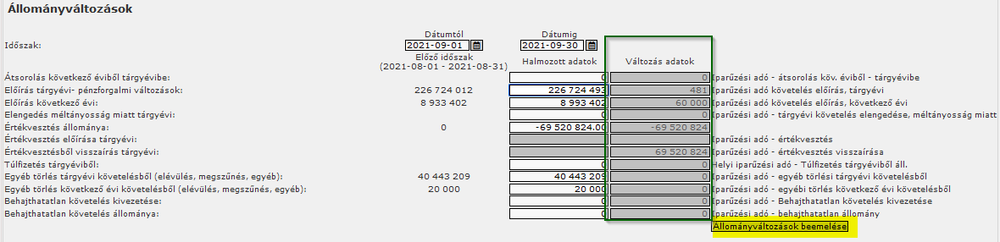 Állományváltozások
Dátumtól Dátumig
Időszak: 2021-09-01 2021-09-30
Előző időszak
(2021-08-01 - 2021-08-31) Halmozott adatok Változás adatok
Átsorolás következő éviből tárgyévibe: 0 0 Iparűzési adó - átsorolás köv. éviből - tárgyévibe
Előírás tárgyévi- pénzforgalmi változások: 226 724 012 226 724 493 481 Iparűzési adó követelés előírás, tárgyévi
Előírás következő évi: 8 933 402 8 993 402 60 000 Iparűzési adó követelés előírás, következő évi
Elengedés méltányosság miatt tárgyévi: 0 0 Iparűzési adó - tárgyévi követelés elengedése, méltányosság miatt
Értékvesztés állománya: 0 -69 520 824.00 -69 520 824
Értékvesztés előírása tárgyévi: Iparűzési adó - értékvesztés
Értékvesztésből visszaírás tárgyévi: 69 520 824 Iparűzési adó - értékvesztés visszaírása
Túlfizetés tárgyéviből: 0 0 Helyi iparűzési adó - Túlfizetés tárgyéviből áll.
Egyéb törlés tárgyévi követelésből (elévülés, megszűnés, egyéb): 40 443 209 40 443 209 0 Iparűzési adó - egyéb törlési tárgyévi követelésből
Egyéb törlés következő évi követelésből (elévülés, megszűnés, egyéb): 20 000 20 000 0 Iparűzési adó - egyébi törlés következő évi követelésből
Behajthatatlan követelés kivezetése: 0 0 Iparűzési adó - Behajthatatlan követelés kivezetése
Behajthatatlan követelés állománya: 0 0 Iparűzési adó - behajthatatlan állomány
Állományváltozások beemelése